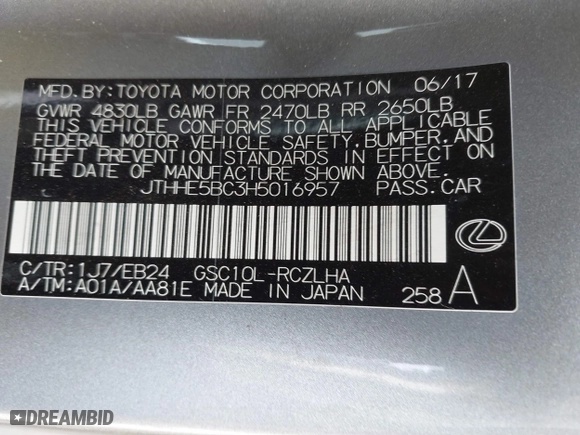 MFD.BY:TOYOTA MOTOR CORPORATION 06/17
GVWR 4830LB GAWR FR 2470LB RR 2650LB
THIS VEHICLE CONFORMS TO ALL APPLICABLE
FEDERAL MOTOR VEHICLE SAFETY,BUMPER,AND
THEFT PREVENTION STANDARDS IN EFFECT ON
THE DATE OF MANUFACTURE SHOWN ABOVE.
JTHHE5BC3H5016957 PASS.CAR
C/TR:1J7/EB24 GSC10L-RCZLHA
A/TM:A01A/AA81E MADE IN JAPAN 258 A
DREAMBID